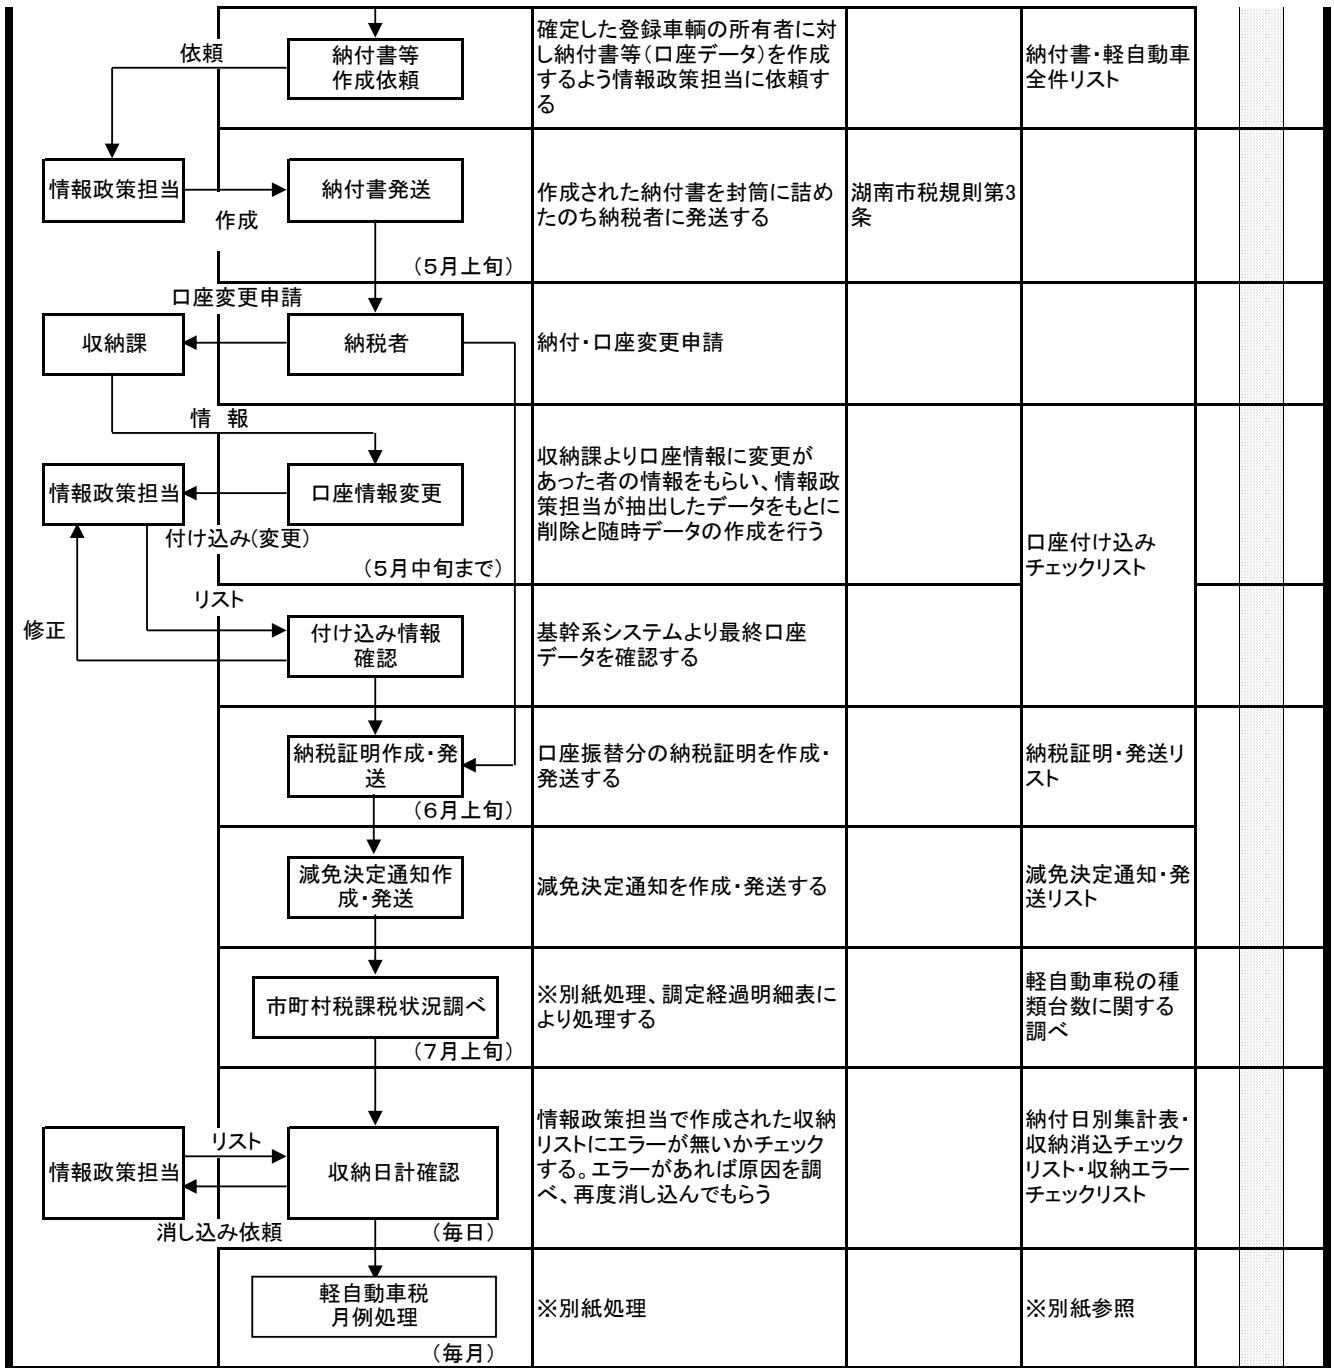 依頼
納付書等
作成依頼
確定した登録車輌の所有者に対
し納付書等（口座データ）を作成
するよう情報政策担当に依頼す
る
納付書・軽自動車
全件リスト
情報政策担当
作成
納付書発送
（５月上旬）
作成された納付書を封筒に詰め
たのち納税者に発送する
湖南市税規則第3
条
口座変更申請
収納課
納税者
納付・口座変更申請
情　報
情報政策担当
口座情報変更
付け込み（変更）
（５月中旬まで）
収納課より口座情報に変更が
あった者の情報をもらい、情報政
策担当が抽出したデータをもとに
削除と随時データの作成を行う
口座付け込み
チェックリスト
リスト
修正
付け込み情報
確認
基幹系システムより最終口座
データを確認する
納税証明作成・発
送
（６月上旬）
口座振替分の納税証明を作成・
発送する
納税証明・発送リ
スト
減免決定通知作
成・発送
減免決定通知を作成・発送する
減免決定通知・発
送リスト
市町村税課税状況調べ
（７月上旬）
※別紙処理、調定経過明細表に
より処理する
軽自動車税の種
類台数に関する
調べ
情報政策担当
リスト
消し込み依頼
収納日計確認
（毎日）
情報政策担当で作成された収納
リストにエラーが無いかチェック
する。エラーがあれば原因を調
べ、再度消し込んでもらう
納付日別集計表・
収納消込チェック
リスト・収納エラー
チェックリスト
軽自動車税
月例処理
（毎月）
※別紙処理
※別紙参照